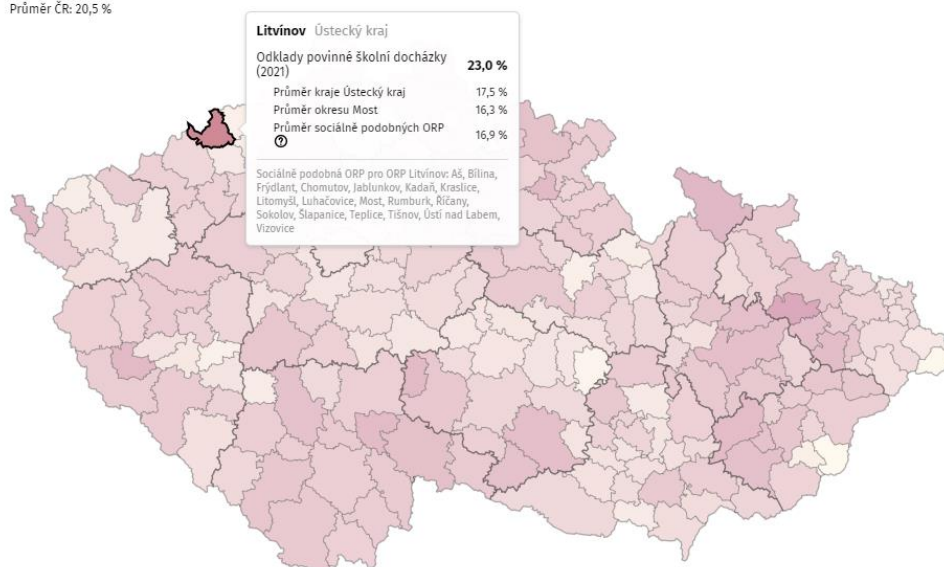 Průměr ČR: 20,5 %
Litvínov Ústecký kraj
Odklady povinné školní docházky
(2021) 23,0 %
Průměr kraje Ústecký kraj 17,5 %
Průměr okresu Most 16,3 %
Průměr sociálně podobných ORP
? 16,9 %
Sociálně podobná ORP pro ORP Litvínov: Aš, Bílina,
Frýdlant, Chomutov, Jablunkov, Kadaň, Kraslice,
Litomyšl, Luhačovice, Most, Rumburk, Říčany,
Sokolov, Šlapanice, Teplice, Tišnov, Ústí nad Labem,
Vizovice